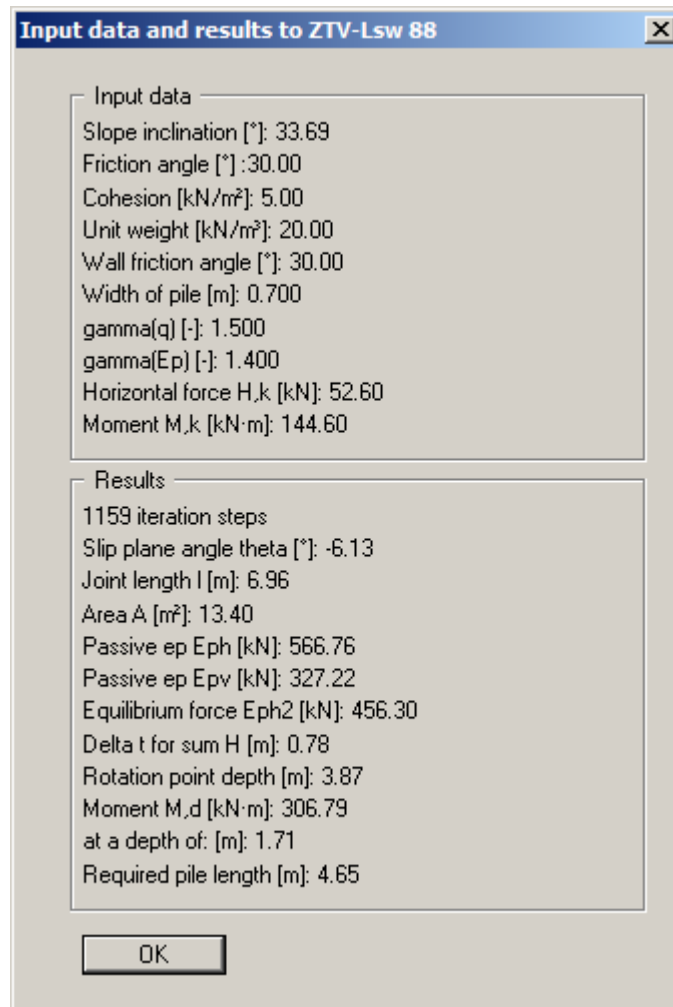 Input data and results to ZTV-Lsw 88
Input data
Slope inclination [°]: 33.69
Friction angle [°] :30.00
Cohesion [kN/m²]: 5.00
Unit weight [kN/m³]: 20.00
Wall friction angle [°]: 30.00
Width of pile [m]: 0.700
gamma(q) [-]: 1.500
gamma(Ep) [-]: 1.400
Horizontal force H,k [kN]: 52.60
Moment M,k [kN·m]: 144.60
Results
1159 iteration steps
Slip plane angle theta [°]: -6.13
Joint length l [m]: 6.96
Area A [m²]: 13.40
Passive ep Eph [kN]: 566.76
Passive ep Epv [kN]: 327.22
Equilibrium force Eph2 [kN]: 456.30
Delta t for sum H [m]: 0.78
Rotation point depth [m]: 3.87
Moment M,d [kN·m]: 306.79
at a depth of: [m]: 1.71
Required pile length [m]: 4.65
OK